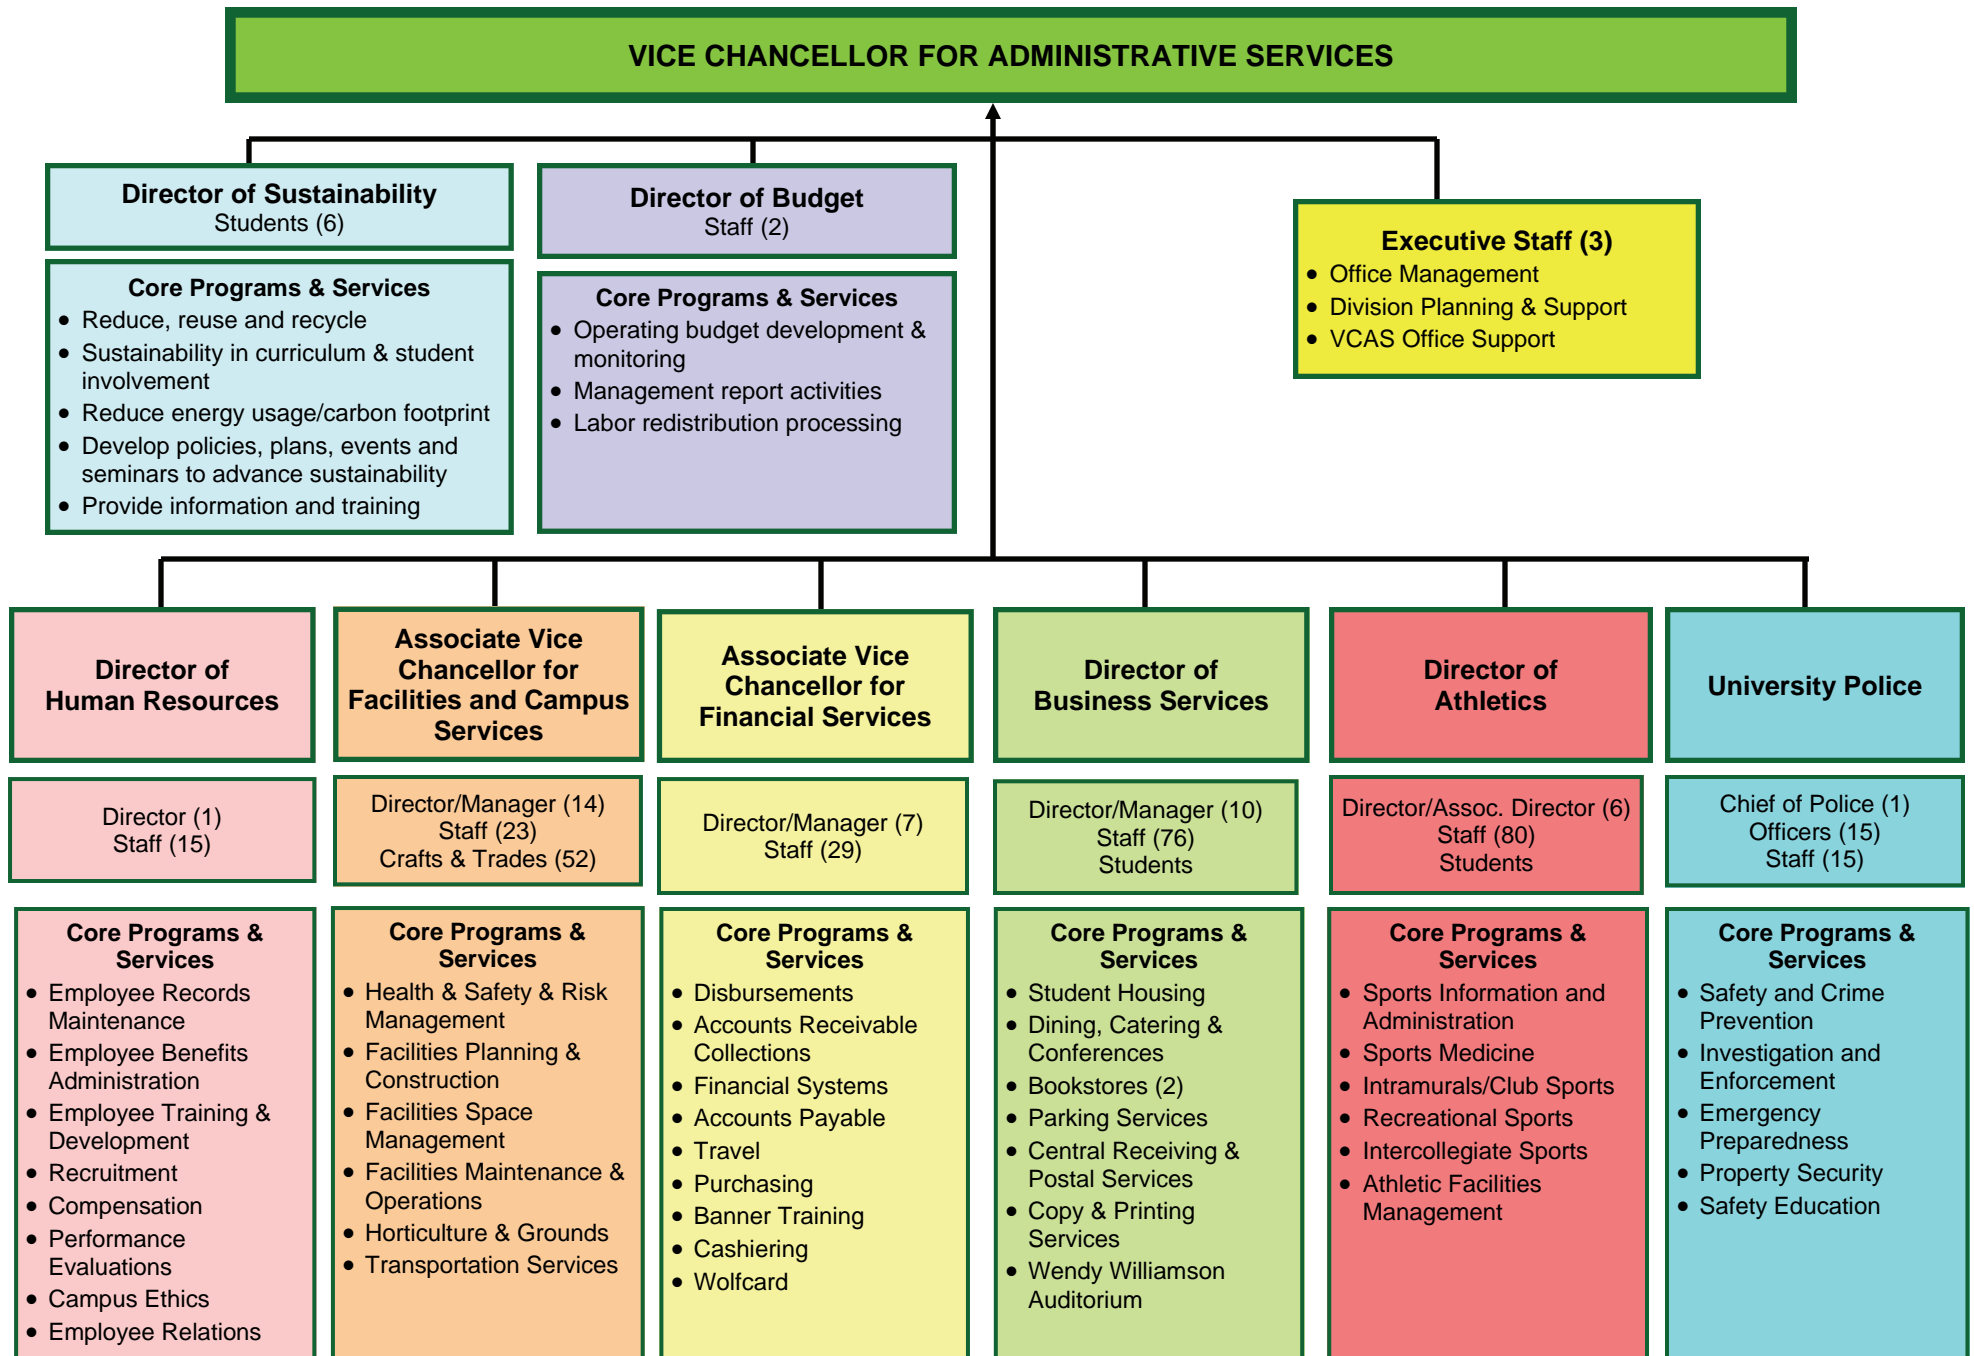 VICE CHANCELLOR FOR ADMINISTRATIVE SERVICES
Director of Sustainability
Students (6)
Core Programs & Services
• Reduce, reuse and recycle
• Sustainability in curriculum & student
involvement
• Reduce energy usage/carbon footprint
• Develop policies, plans, events and
seminars to advance sustainability
• Provide information and training
Director of Budget
Staff (2)
Core Programs & Services
• Operating budget development &
monitoring
• Management report activities
• Labor redistribution processing
Executive Staff (3)
• Office Management
• Division Planning & Support
• VCAS Office Support
Director of
Human Resources
Director (1)
Staff (15)
Core Programs &
Services
• Employee Records
Maintenance
• Employee Benefits
Administration
• Employee Training &
Development
• Recruitment
• Compensation
• Performance
Evaluations
• Campus Ethics
• Employee Relations
Associate Vice
Chancellor for
Facilities and Campus
Services
Director/Manager (14)
Staff (23)
Crafts & Trades (52)
Core Programs &
Services
• Health & Safety & Risk
Management
• Facilities Planning &
Construction
• Facilities Space
Management
• Facilities Maintenance &
Operations
• Horticulture & Grounds
• Transportation Services
Associate Vice
Chancellor for
Financial Services
Director/Manager (7)
Staff (29)
Core Programs &
Services
• Disbursements
• Accounts Receivable
Collections
• Financial Systems
• Accounts Payable
• Travel
• Purchasing
• Banner Training
• Cashiering
• Wolfcard
Director of
Business Services
Director/Manager (10)
Staff (76)
Students
Core Programs &
Services
• Student Housing
• Dining, Catering &
Conferences
• Bookstores (2)
• Parking Services
• Central Receiving &
Postal Services
• Copy & Printing
Services
• Wendy Williamson
Auditorium
Director of
Athletics
Director/Assoc. Director (6)
Staff (80)
Students
Core Programs &
Services
• Sports Information and
Administration
• Sports Medicine
• Intramurals/Club Sports
• Recreational Sports
• Intercollegiate Sports
• Athletic Facilities
Management
University Police
Chief of Police (1)
Officers (15)
Staff (15)
Core Programs &
Services
• Safety and Crime
Prevention
• Investigation and
Enforcement
• Emergency
Preparedness
• Property Security
• Safety Education